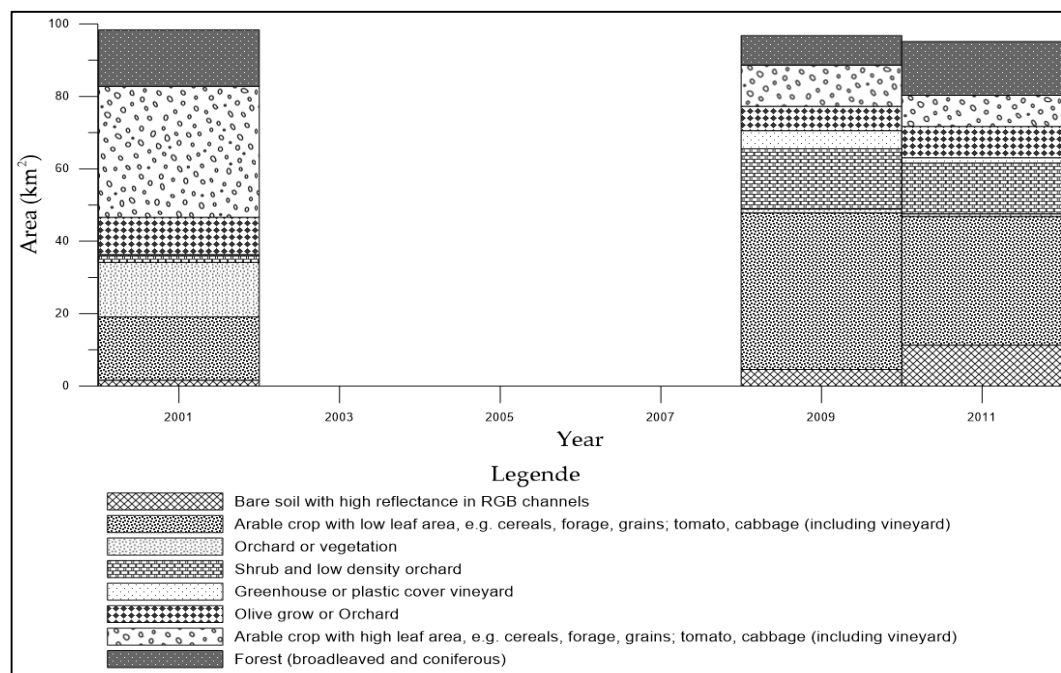 100
80
60
40
20
0
Area (km²)
2001 2003 2005 2007 2009 2011
Year
Legende
Bare soil with high reflectance in RGB channels
Arable crop with low leaf area, e.g. cereals, forage, grains; tomato, cabbage (including vineyard)
Orchard or vegetation
Shrub and low density orchard
Greenhouse or plastic cover vineyard
Olive grow or Orchard
Arable crop with high leaf area, e.g. cereals, forage, grains; tomato, cabbage (including vineyard)
Forest (broadleaved and coniferous)